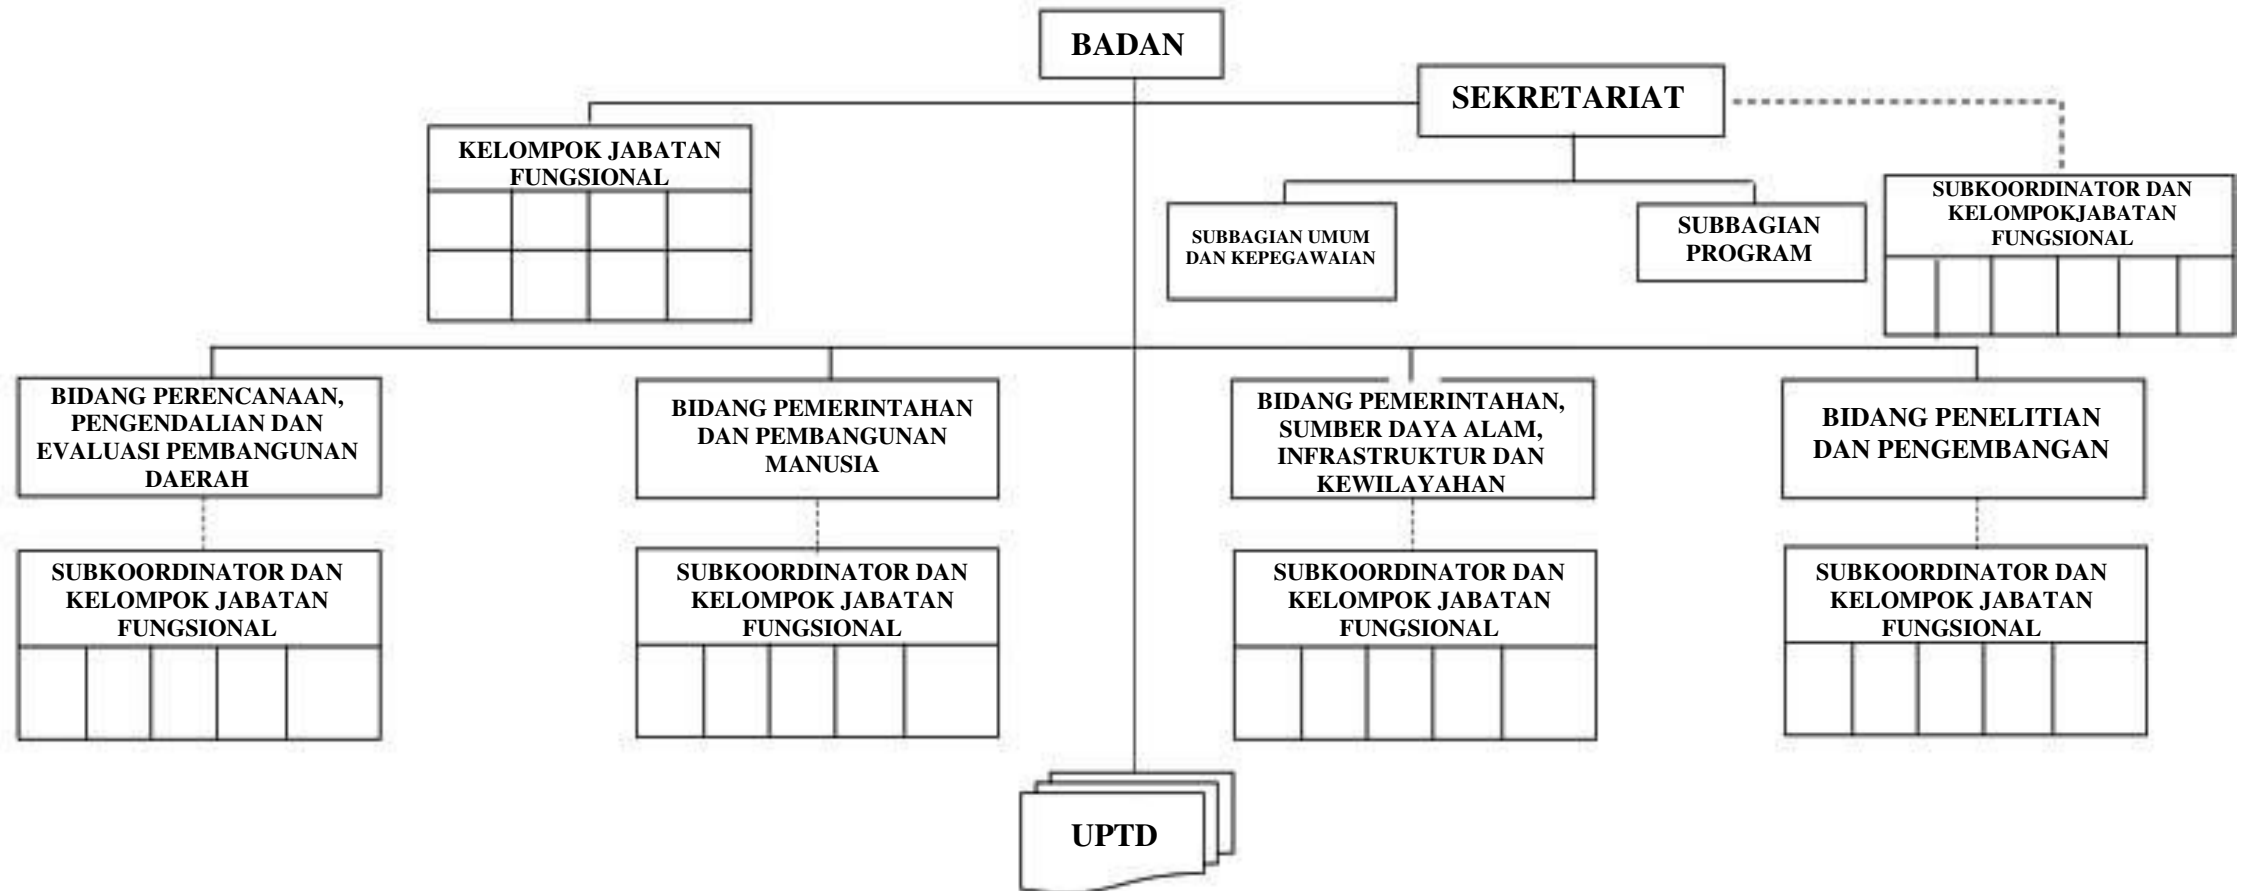 BADAN
SEKRETARIAT
KELOMPOK JABATAN
FUNGSIONAL
SUBBAGIAN UMUM
DAN KEPEGAWAIAN
SUBBAGIAN
PROGRAM
SUBKOORDINATOR DAN
KELOMPOKJABATAN
FUNGSIONAL
BIDANG PERENCANAAN,
PENGENDALIAN DAN
EVALUASI PEMBANGUNAN
DAERAH
BIDANG PEMERINTAHAN
DAN PEMBANGUNAN
MANUSIA
BIDANG PEMERINTAHAN,
SUMBER DAYA ALAM,
INFRASTRUKTUR DAN
KEWILAYAHAN
BIDANG PENELITIAN
DAN PENGEMBANGAN
SUBKOORDINATOR DAN
KELOMPOK JABATAN
FUNGSIONAL
SUBKOORDINATOR DAN
KELOMPOK JABATAN
FUNGSIONAL
SUBKOORDINATOR DAN
KELOMPOK JABATAN
FUNGSIONAL
SUBKOORDINATOR DAN
KELOMPOK JABATAN
FUNGSIONAL
UPTD